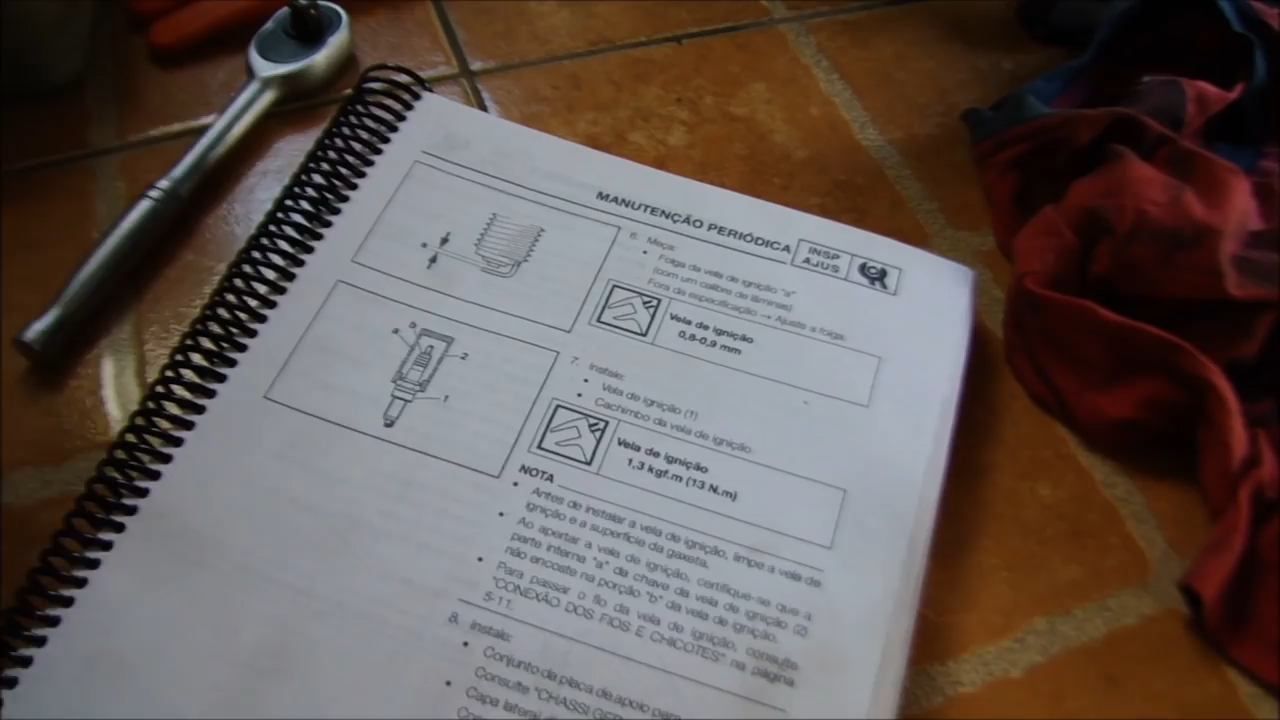 MANUTENÇÃO PERIÓDICA
INSP
AJUS
6. Meça:
• Folga da vela de ignição "a"
(com um calibre de lâminas)
Fora da especificação → Ajuste a folga.
Vela de ignição
0,8-0,9 mm
a
7. Instale:
• Vela de ignição (1)
• Cachimbo da vela de ignição
Vela de ignição
1,3 kgf.m (13 N.m)
a
2
1
NOTA
• Antes de instalar a vela de ignição, limpe a vela de
ignição e a superfície da gaxeta.
• Ao apertar a vela de ignição, certifique-se que a
parte interna "a" da chave da vela de ignição (2)
não encoste na porção "b" da vela de ignição.
• Para passar o fio da vela de ignição, consulte
"CONEXÃO DOS FIOS E CHICOTES" na página
5-11.
8. Instale:
• Conjunto da placa de apoio para
Consulte "CHASSI
• Capa lateral